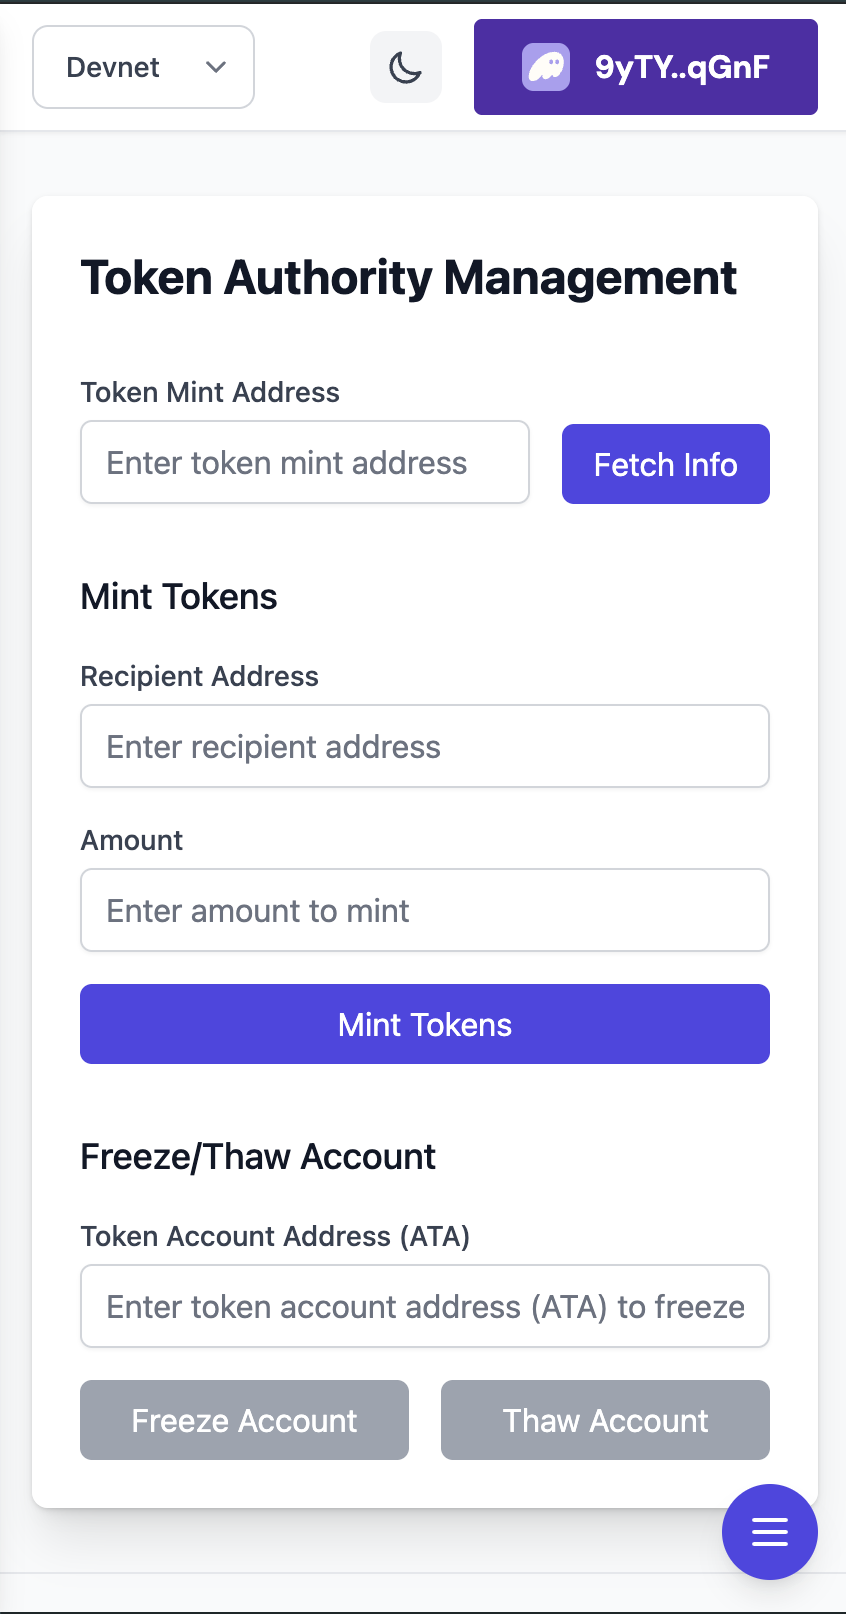 Devnet
9yTY..qGnF
Token Authority Management
Token Mint Address
Enter token mint address
Fetch Info
Mint Tokens
Recipient Address
Enter recipient address
Amount
Enter amount to mint
Mint Tokens
Freeze/Thaw Account
Token Account Address (ATA)
Enter token account address (ATA) to freeze
Freeze Account
Thaw Account